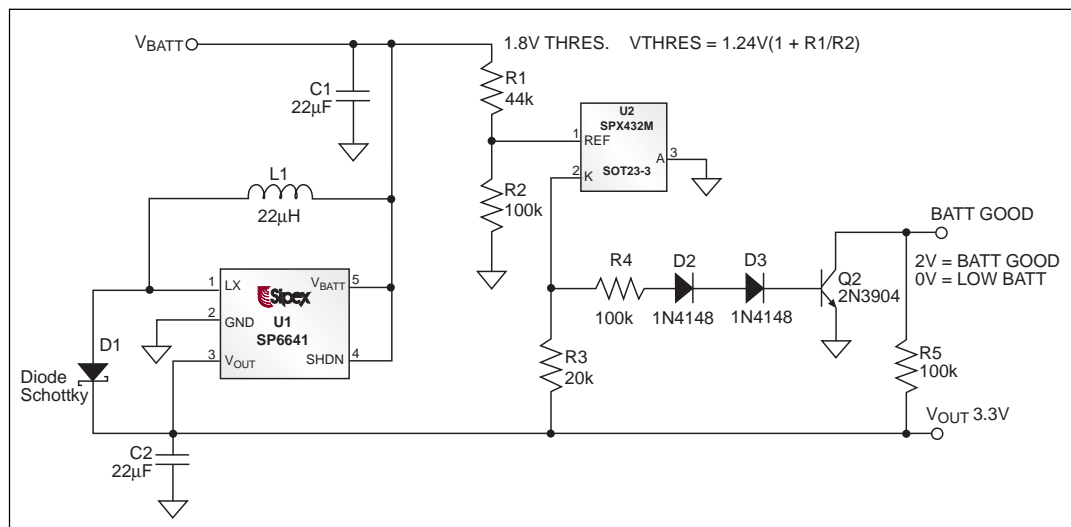 VBATT
1.8V THRES. VTHRES = 1.24V(1 + R1/R2)
C1
22µF
R1
44k
U2
SPX432M
1
REF
A
3
2
K
SOT23-3
L1
22µH
R2
100k
BATT GOOD
2V = BATT GOOD
0V = LOW BATT
R4
100k
D2
1N4148
D3
1N4148
Q2
2N3904
1
LX
Sipex
VBATT
5
2
GND
U1
SP6641
3
VOUT
SHDN
4
D1
Diode
Schottky
R3
20k
R5
100k
VOUT 3.3V
C2
22µF